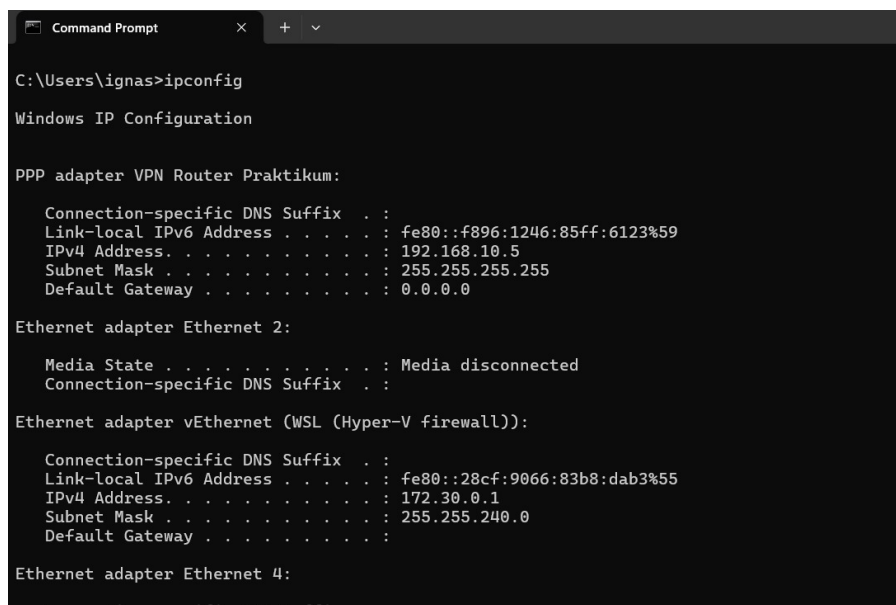 Command Prompt
C:\Users\ignas>ipconfig
Windows IP Configuration
PPP adapter VPN Router Praktikum:
Connection-specific DNS Suffix . :
Link-local IPv6 Address . . . . . : fe80::f896:1246:85ff:6123%59
IPv4 Address. . . . . . . . . . . : 192.168.10.5
Subnet Mask . . . . . . . . . . . : 255.255.255.255
Default Gateway . . . . . . . . . : 0.0.0.0
Ethernet adapter Ethernet 2:
Media State . . . . . . . . . . . : Media disconnected
Connection-specific DNS Suffix . :
Ethernet adapter vEthernet (WSL (Hyper-V firewall)):
Connection-specific DNS Suffix . :
Link-local IPv6 Address . . . . . : fe80::28cf:9066:83b8:dab3%55
IPv4 Address. . . . . . . . . . . : 172.30.0.1
Subnet Mask . . . . . . . . . . . : 255.255.240.0
Default Gateway . . . . . . . . . :
Ethernet adapter Ethernet 4: